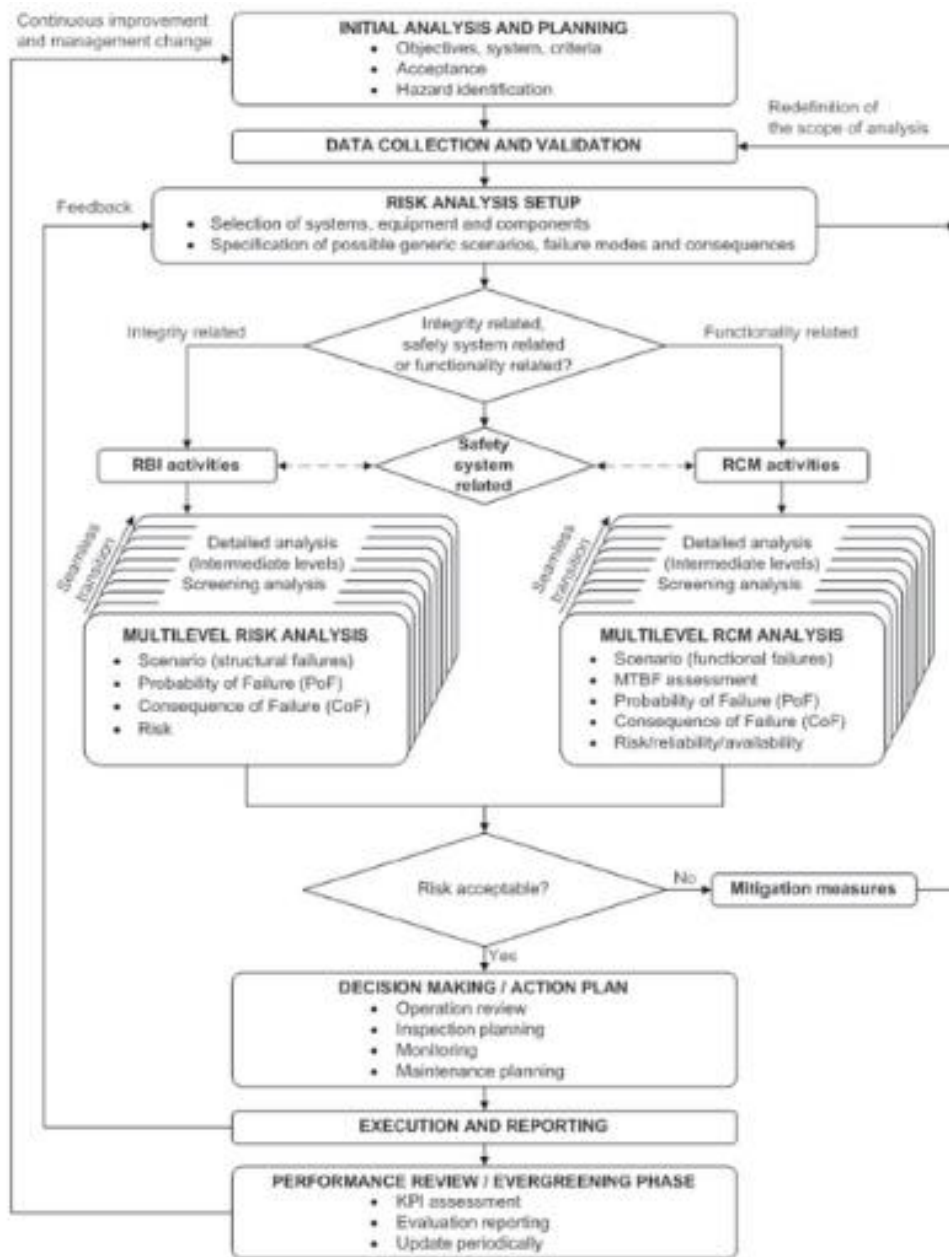 Continuous improvement
and management change
INITIAL ANALYSIS AND PLANNING
• Objectives, system, criteria
• Acceptance
• Hazard identification
Redefinition of
the scope of analysis
DATA COLLECTION AND VALIDATION
Feedback
RISK ANALYSIS SETUP
• Selection of systems, equipment and components
• Specification of possible generic scenarios, failure modes and consequences
Integrity related
Integrity related,
safety system related
or functionality related?
Functionality related
RBI activities
Safety
system
related
RCM activities
Seamless
transition
Detailed analysis
(Intermediate levels)
Screening analysis
MULTILEVEL RISK ANALYSIS
• Scenario (structural failures)
• Probability of Failure (PoF)
• Consequence of Failure (CoF)
• Risk
Seamless
transition
Detailed analysis
(Intermediate levels)
Screening analysis
MULTILEVEL RCM ANALYSIS
• Scenario (functional failures)
• MTBF assessment
• Probability of Failure (PoF)
• Consequence of Failure (CoF)
• Risk/reliability/availability
Risk acceptable?
No
Mitigation measures
Yes
DECISION MAKING / ACTION PLAN
• Operation review
• Inspection planning
• Monitoring
• Maintenance planning
EXECUTION AND REPORTING
PERFORMANCE REVIEW / EVERGREENING PHASE
• KPI assessment
• Evaluation reporting
• Update periodically